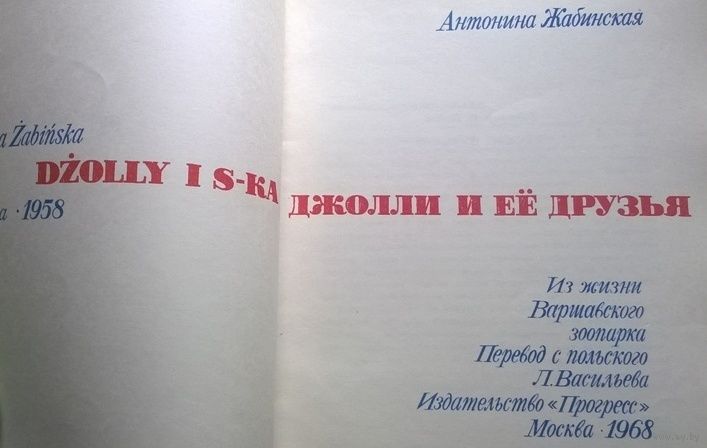 Żabińska
DŻOLLY I S-KA
1958
Антонина Жабинская
ДЖОЛЛИ И ЕЁ ДРУЗЬЯ
Из жизни
Варшавского
зоопарка
Перевод с польского
Л. Васильева
Издательство «Прогресс»
Москва · 1968